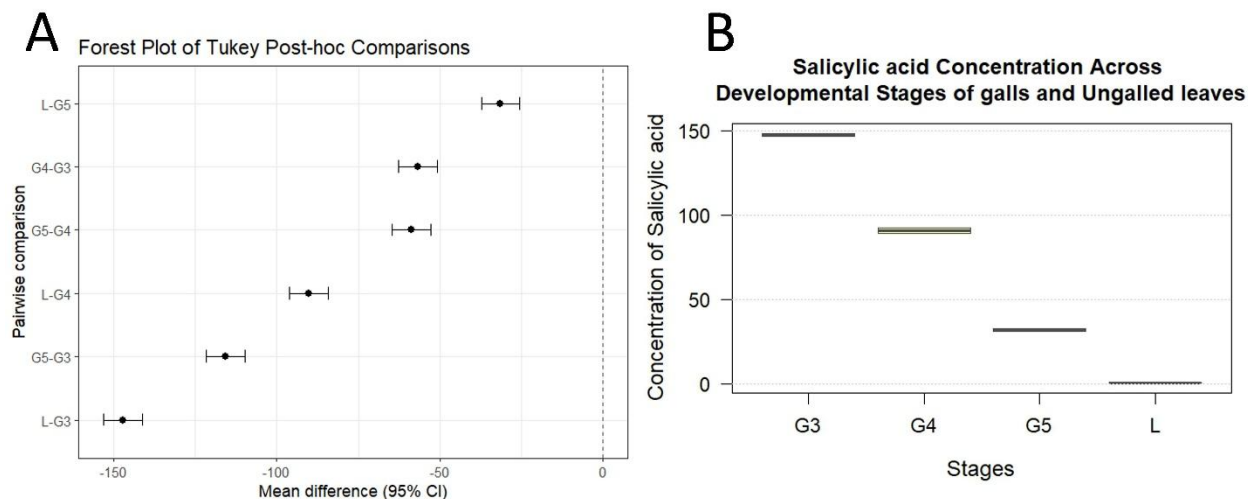 A
Forest Plot of Tukey Post-hoc Comparisons
Pairwise comparison
L-G5
G4-G3
G5-G4
L-G4
G5-G3
L-G3
-150 -100 -50 0
Mean difference (95% CI)
B
Salicylic acid Concentration Across
Developmental Stages of galls and Ungalled leaves
Concentration of Salicylic acid
150
100
50
0
G3 G4 G5 L
Stages